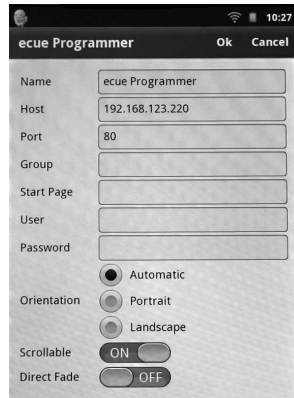 10:27
ecue Programmer Ok Cancel
Name ecue Programmer
Host 192.168.123.220
Port 80
Group
Start Page
User
Password
Automatic
Orientation Portrait
Landscape
Scrollable ON
Direct Fade OFF